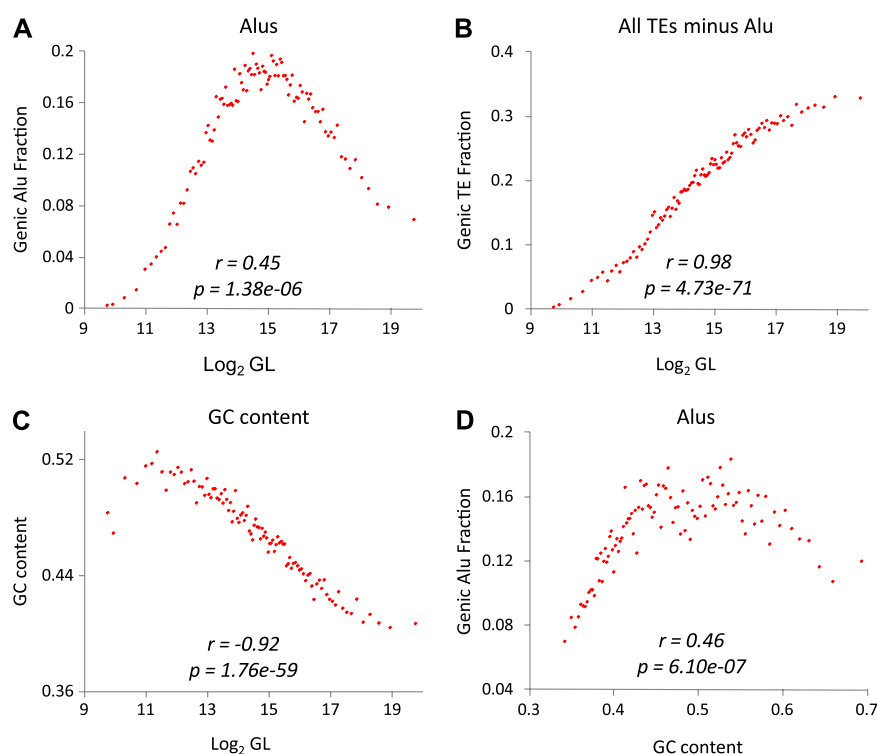 A
Alus
0.2
0.16
0.12
0.08
0.04
0
Genic Alu Fraction
r = 0.45
p = 1.38e-06
9 11 13 15 17 19
Log2 GL
B
All TEs minus Alu
0.4
0.3
0.2
0.1
0
Genic TE Fraction
r = 0.98
p = 4.73e-71
9 11 13 15 17 19
Log2 GL
C
GC content
0.52
0.44
0.36
GC content
r = -0.92
p = 1.76e-59
9 11 13 15 17 19
Log2 GL
D
Alus
0.2
0.16
0.12
0.08
0.04
Genic Alu Fraction
r = 0.46
p = 6.10e-07
0.3 0.4 0.5 0.6 0.7
GC content